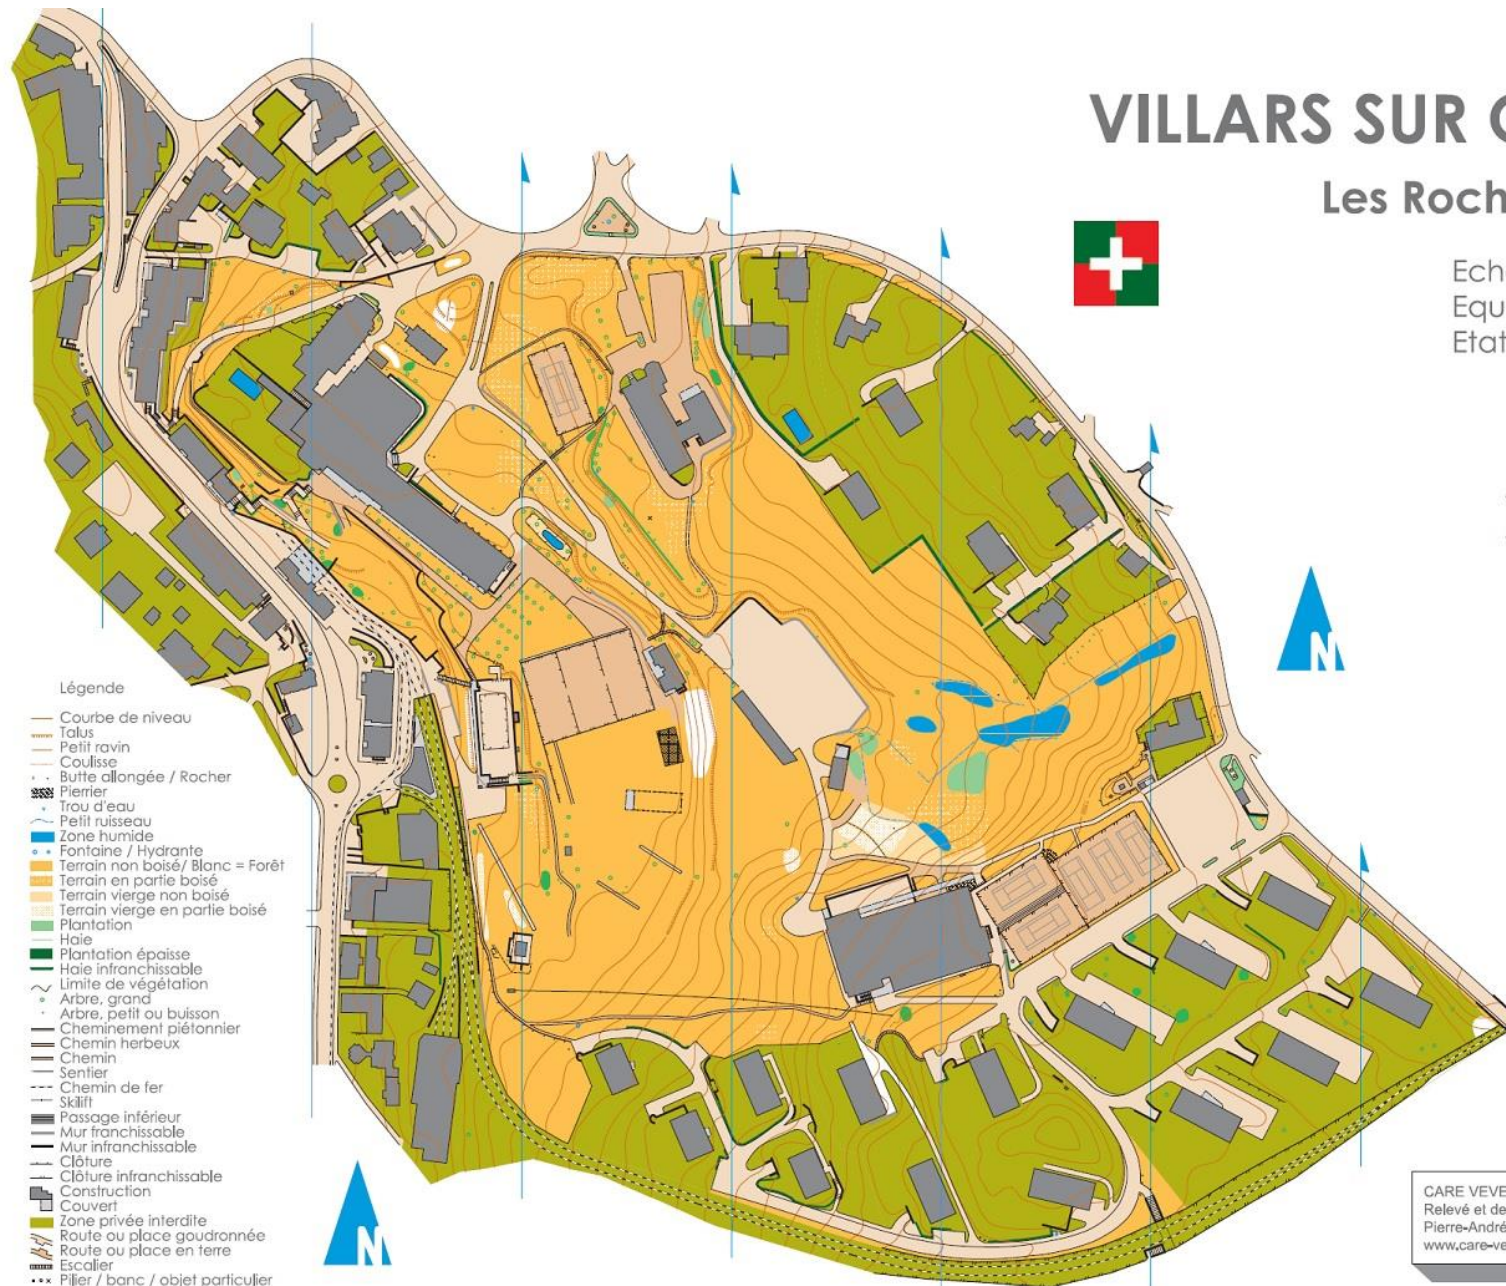 VILLARS SUR
Les Roch
Ech
Equ
Etat
N
Légende
Courbe de niveau
Talus
Petit ravin
Coulisse
Butte allongée / Rocher
Pierrier
Trou d'eau
Petit ruisseau
Zone humide
Fontaine / Hydrante
Terrain non boisé/ Blanc = Forêt
Terrain en partie boisé
Terrain vierge non boisé
Terrain vierge en partie boisé
Plantation
Haie
Plantation épaisse
Haie infranchissable
Limite de végétation
Arbre, grand
Arbre, petit ou buisson
Cheminement piétonnier
Chemin herbeux
Chemin
Sentier
Chemin de fer
Skilift
Passage inférieur
Mur franchissable
Mur infranchissable
Clôture
Clôture infranchissable
Construction
Couvert
Zone privée interdite
Route ou place goudronnée
Route ou place en terre
Escalier
Pilier / banc / objet particulier
N
CARE VEVE
Relevé et de
Pierre-André
www.care-ve